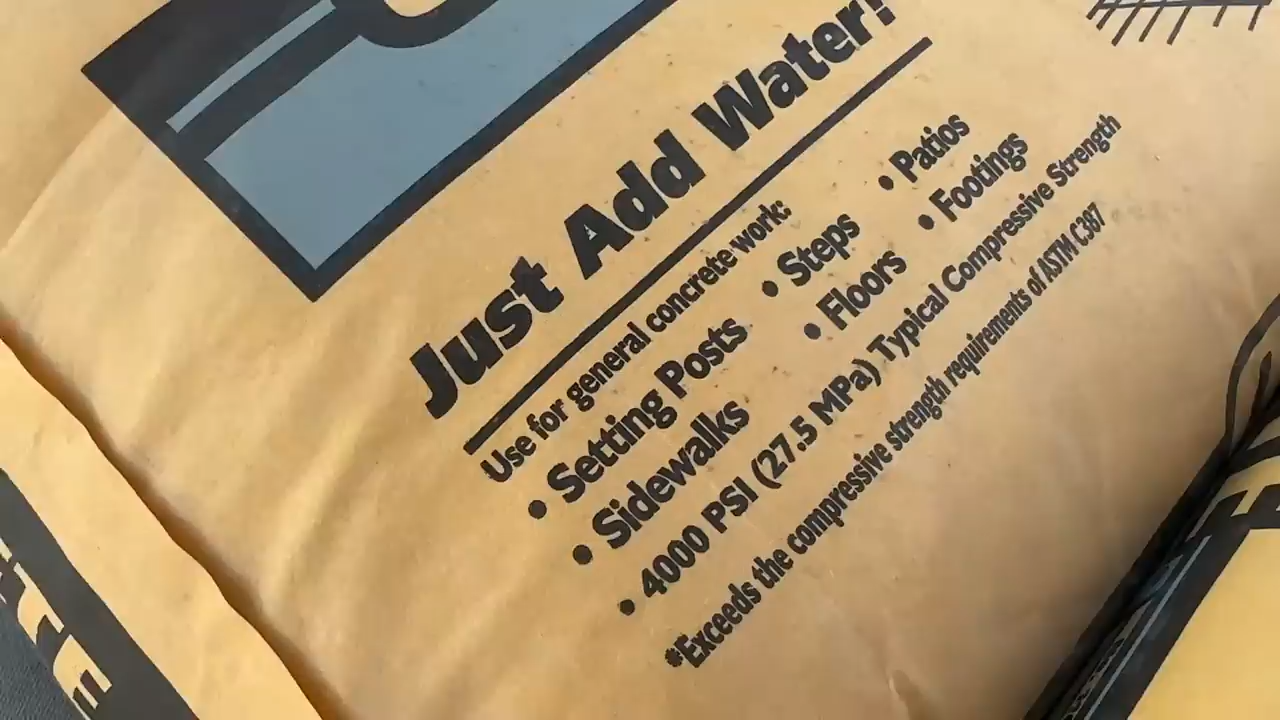 Just Add Water!
Use for general concrete work:
• Setting Posts • Steps • Patios
• Sidewalks • Floors • Footings
• 4000 PSI (27.5 MPa) Typical Compressive Strength
*Exceeds the compressive strength requirements of ASTM C387